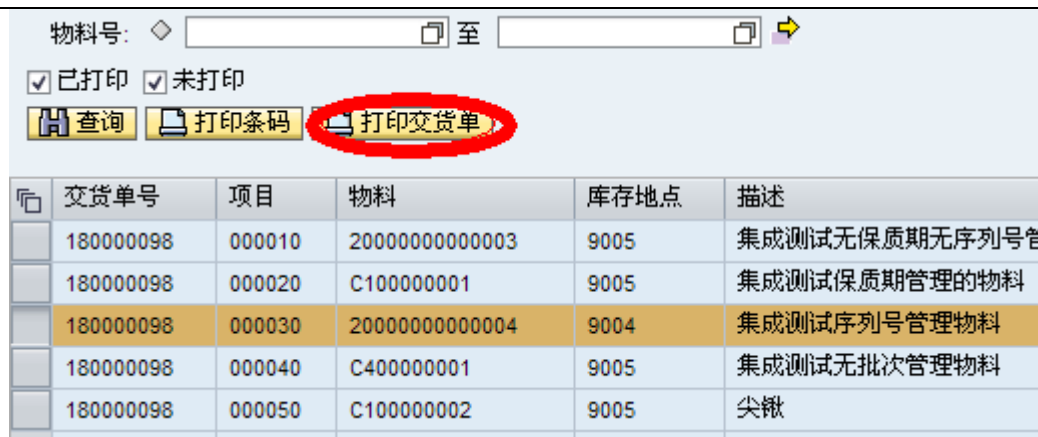 物料号: 至
已打印 未打印
查询 打印条码 打印交货单
交货单号 项目 物料 库存地点 描述
180000098 000010 20000000000003 9005 集成测试无保质期无序列号管
180000098 000020 C100000001 9005 集成测试保质期管理的物料
180000098 000030 20000000000004 9004 集成测试序列号管理物料
180000098 000040 C400000001 9005 集成测试无批次管理物料
180000098 000050 C100000002 9005 尖锹